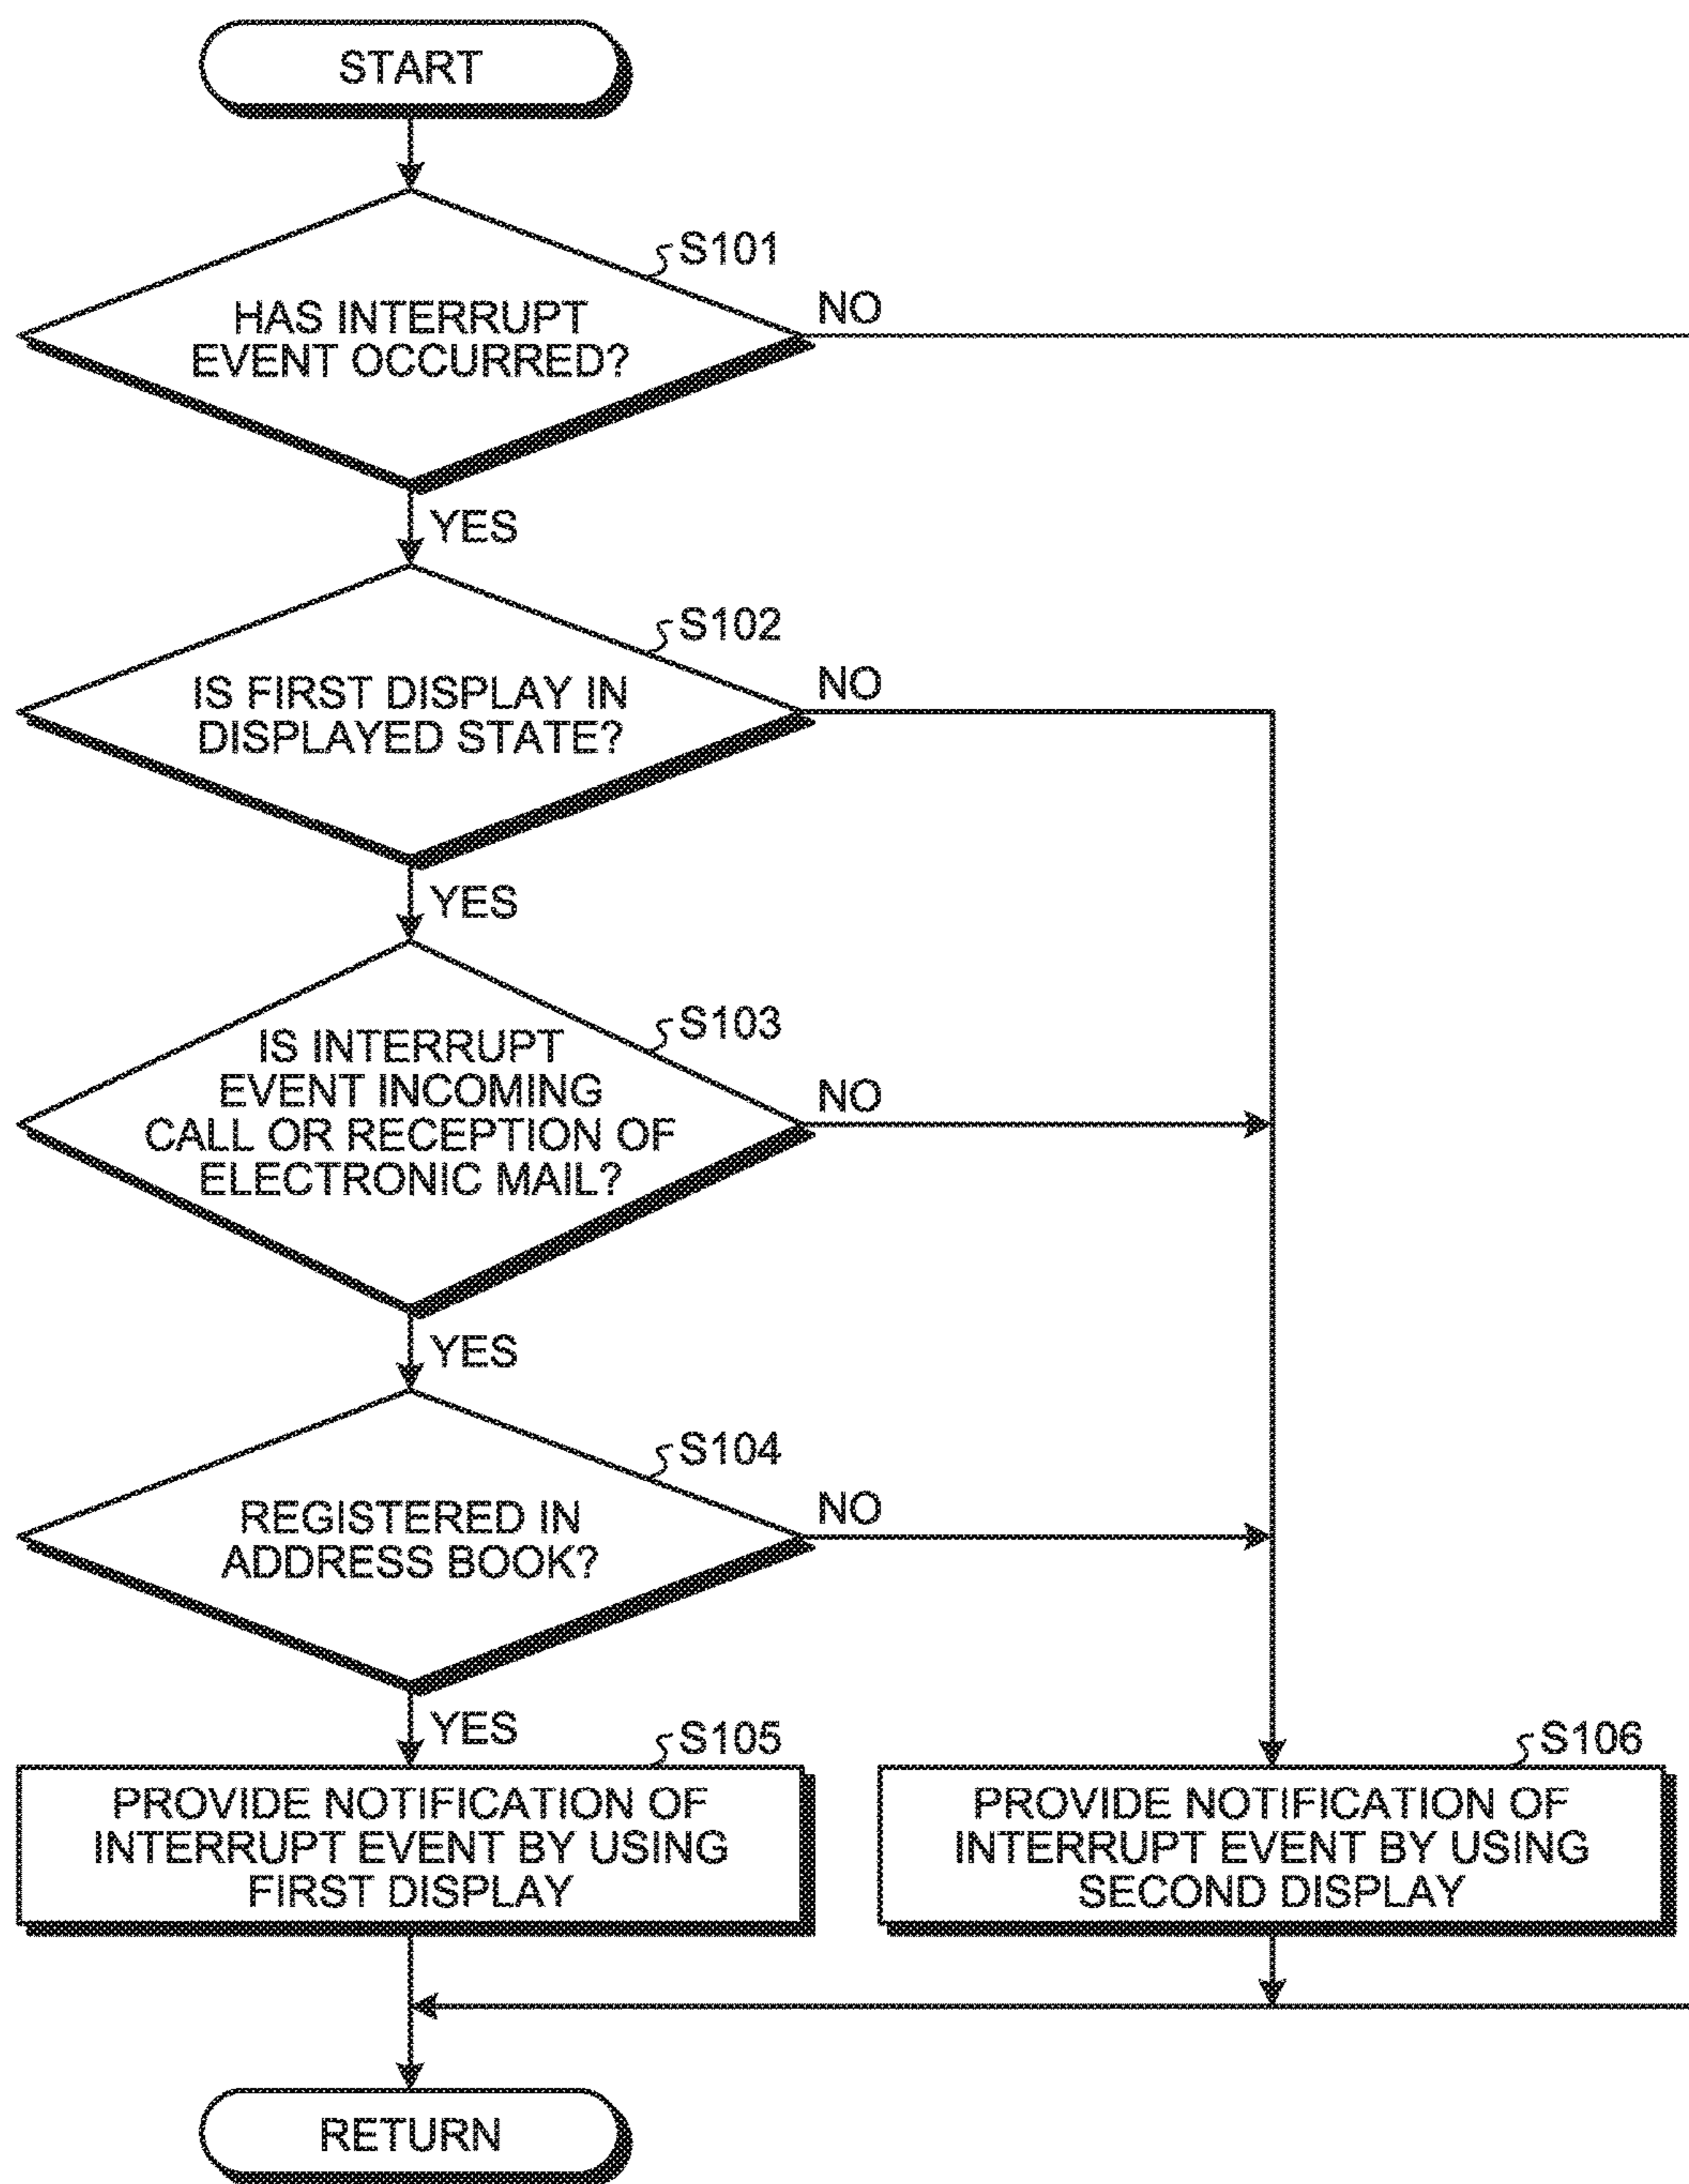 START
S101
HAS INTERRUPT
EVENT OCCURRED?
NO
YES
S102
IS FIRST DISPLAY IN
DISPLAYED STATE?
NO
YES
S103
IS INTERRUPT
EVENT INCOMING
CALL OR RECEPTION OF
ELECTRONIC MAIL?
NO
YES
S104
REGISTERED IN
ADDRESS BOOK?
NO
YES
S105
PROVIDE NOTIFICATION OF
INTERRUPT EVENT BY USING
FIRST DISPLAY
S106
PROVIDE NOTIFICATION OF
INTERRUPT EVENT BY USING
SECOND DISPLAY
RETURN